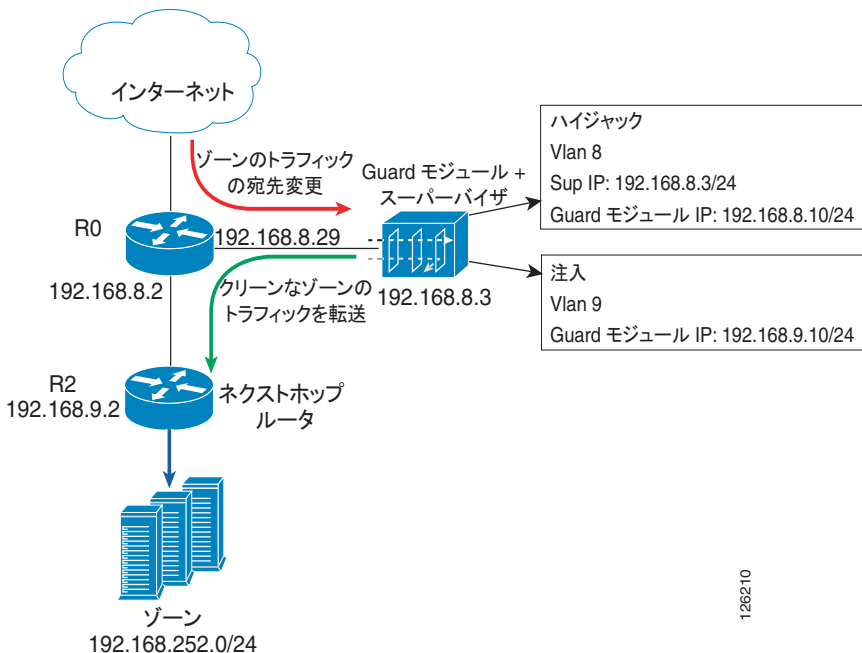 インターネット
ゾーンのトラフィック
の宛先変更
Guard モジュール +
スーパーバイザ
ハイジャック
Vlan 8
Sup IP: 192.168.8.3/24
Guard モジュール IP: 192.168.8.10/24
R0
192.168.8.29
192.168.8.2
クリーンなゾーンの
トラフィックを転送
192.168.8.3
注入
Vlan 9
Guard モジュール IP: 192.168.9.10/24
R2
192.168.9.2
ネクストホップ
ルータ
ゾーン
192.168.252.0/24
126210